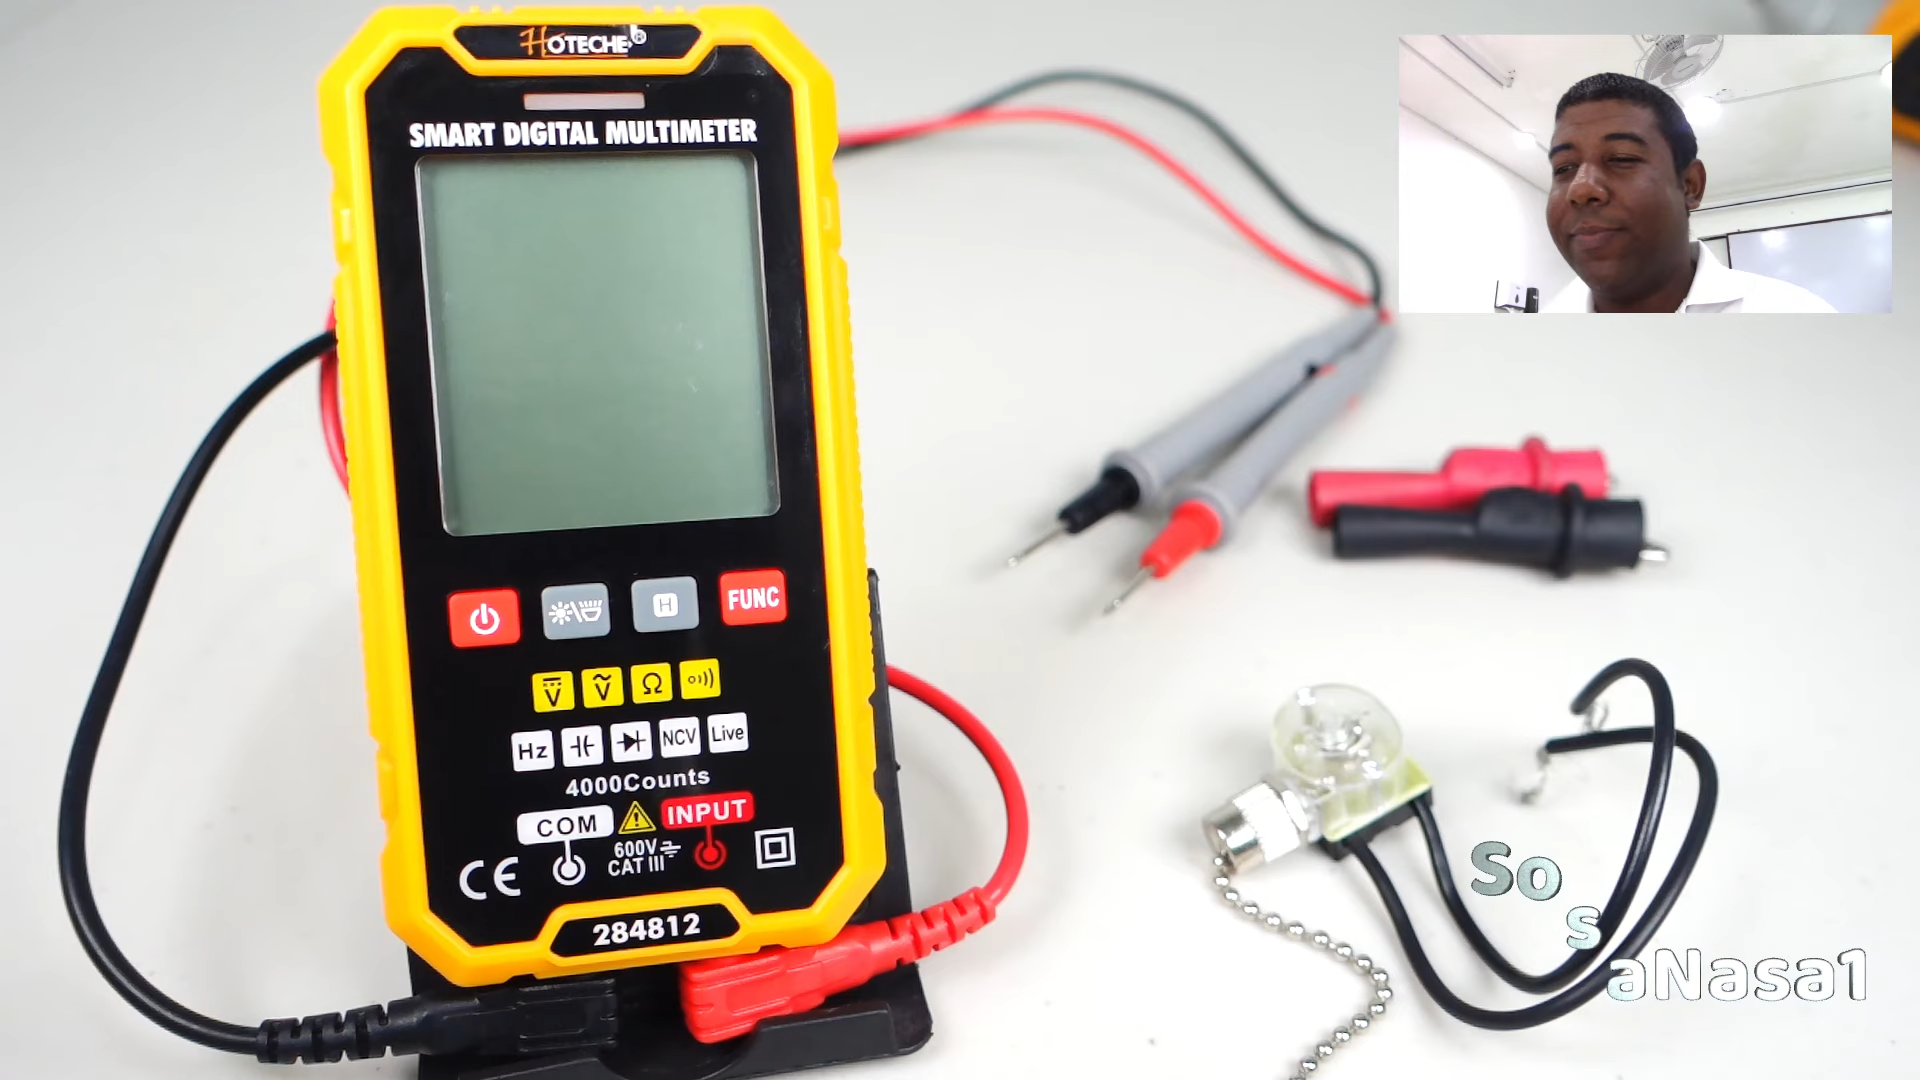 HOTECHE
SMART DIGITAL MULTIMETER
H FUNC
V V Ω
Hz NCV Live
4000Counts
COM INPUT
600V
CAT III
CE
284812
So
s
aNasa1